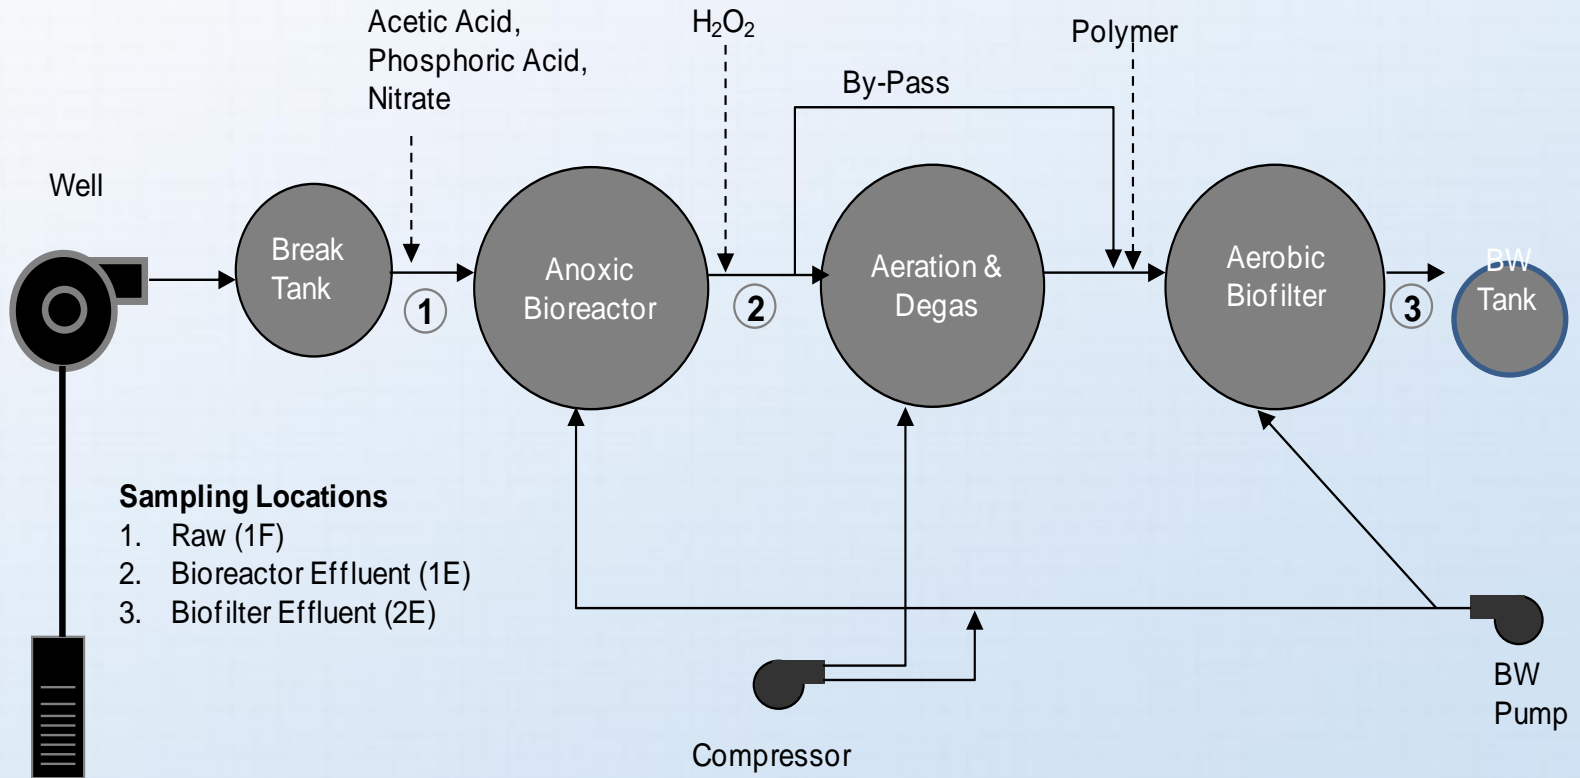 Acetic Acid,
Phosphoric Acid,
Nitrate
H₂O₂
Polymer
By-Pass
Well
Break
Tank
1
Anoxic
Bioreactor
2
Aeration &
Degas
Aerobic
Biofilter
3
BW
Tank
Sampling Locations
1. Raw (1F)
2. Bioreactor Effluent (1E)
3. Biofilter Effluent (2E)
Compressor
BW
Pump